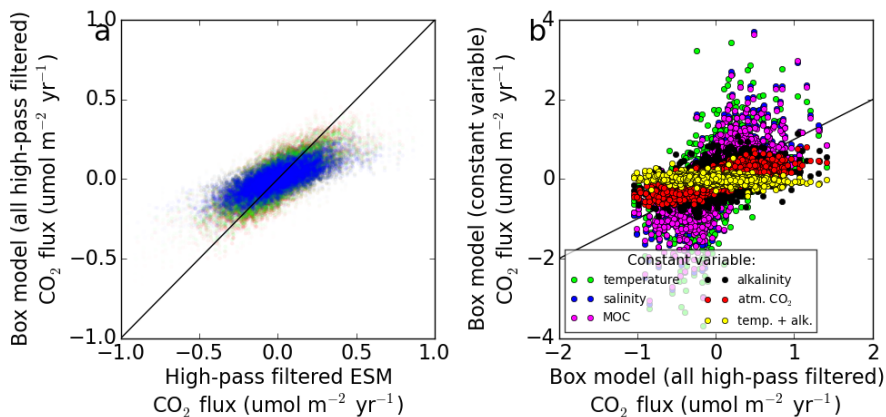 a
Box model (all high-pass filtered)
CO₂ flux (umol m⁻² yr⁻¹)
1.0
0.5
0.0
−0.5
−1.0
−1.0 −0.5 0.0 0.5 1.0
High-pass filtered ESM
CO₂ flux (umol m⁻² yr⁻¹)
b
Box model (constant variable)
CO₂ flux (umol m⁻² yr⁻¹)
4
2
0
−2
−4
Constant variable:
temperature alkalinity
salinity atm. CO₂
MOC temp. + alk.
−2 −1 0 1 2
Box model (all high-pass filtered)
CO₂ flux (umol m⁻² yr⁻¹)